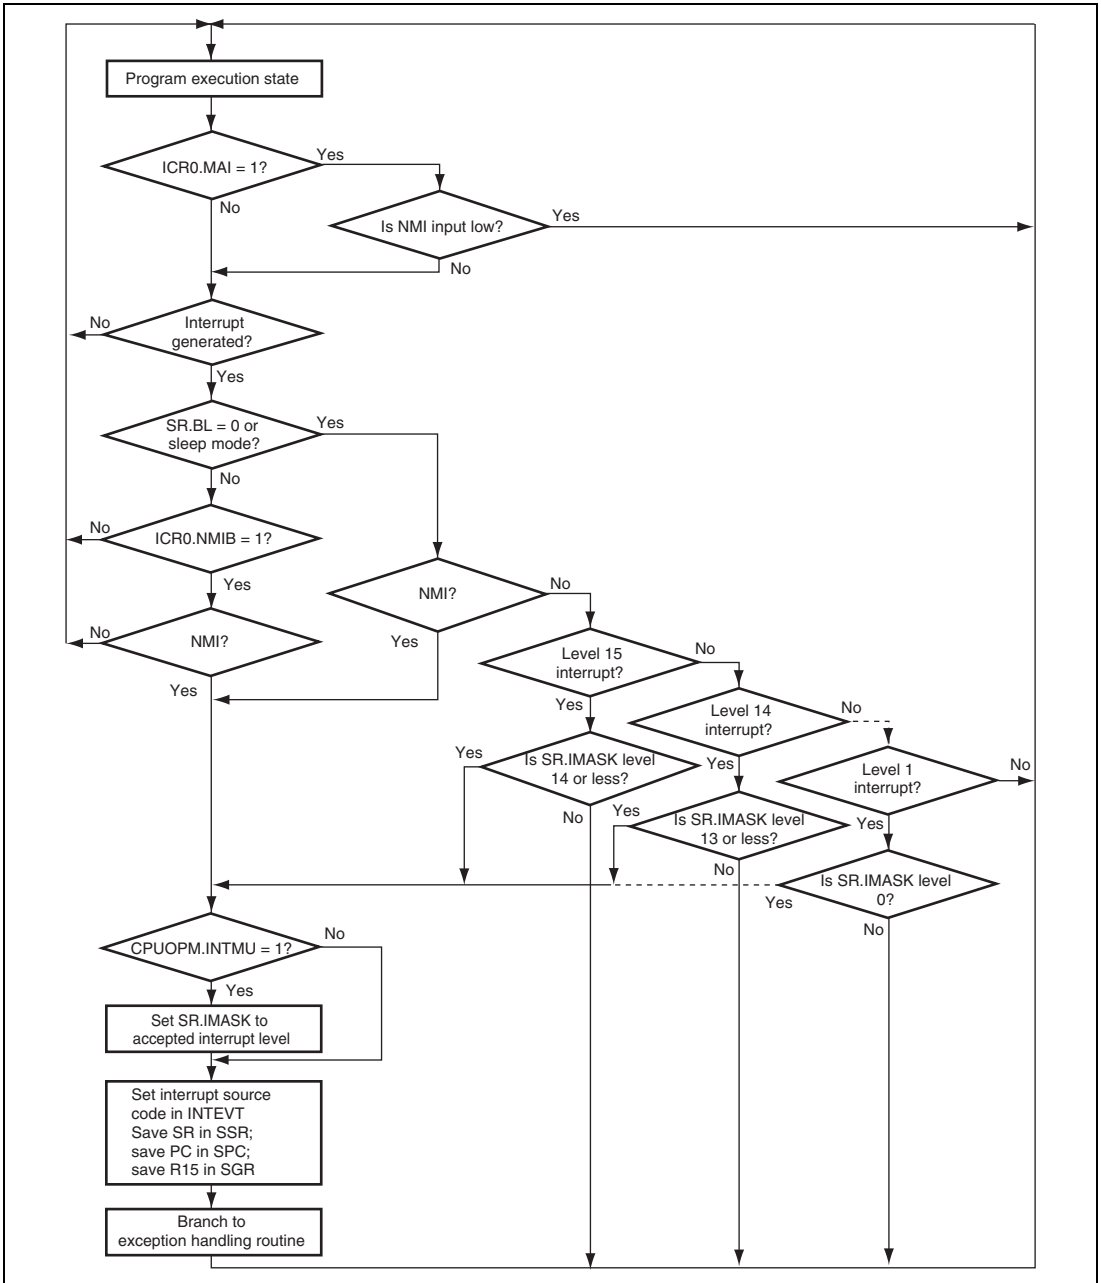 Program execution state
ICR0.MAI = 1?
Yes
No
Is NMI input low?
Yes
No
Interrupt
generated?
No
Yes
SR.BL = 0 or
sleep mode?
Yes
No
ICR0.NMIB = 1?
No
Yes
NMI?
No
Yes
NMI?
No
Yes
Level 15
interrupt?
No
Yes
Level 14
interrupt?
No
Yes
Level 1
interrupt?
No
Yes
Is SR.IMASK level
14 or less?
Yes
No
Is SR.IMASK level
13 or less?
Yes
No
Is SR.IMASK level
0?
Yes
No
CPUOPM.INTMU = 1?
No
Yes
Set SR.IMASK to
accepted interrupt level
Set interrupt source
code in INTEVT
Save SR in SSR;
save PC in SPC;
save R15 in SGR
Branch to
exception handling routine